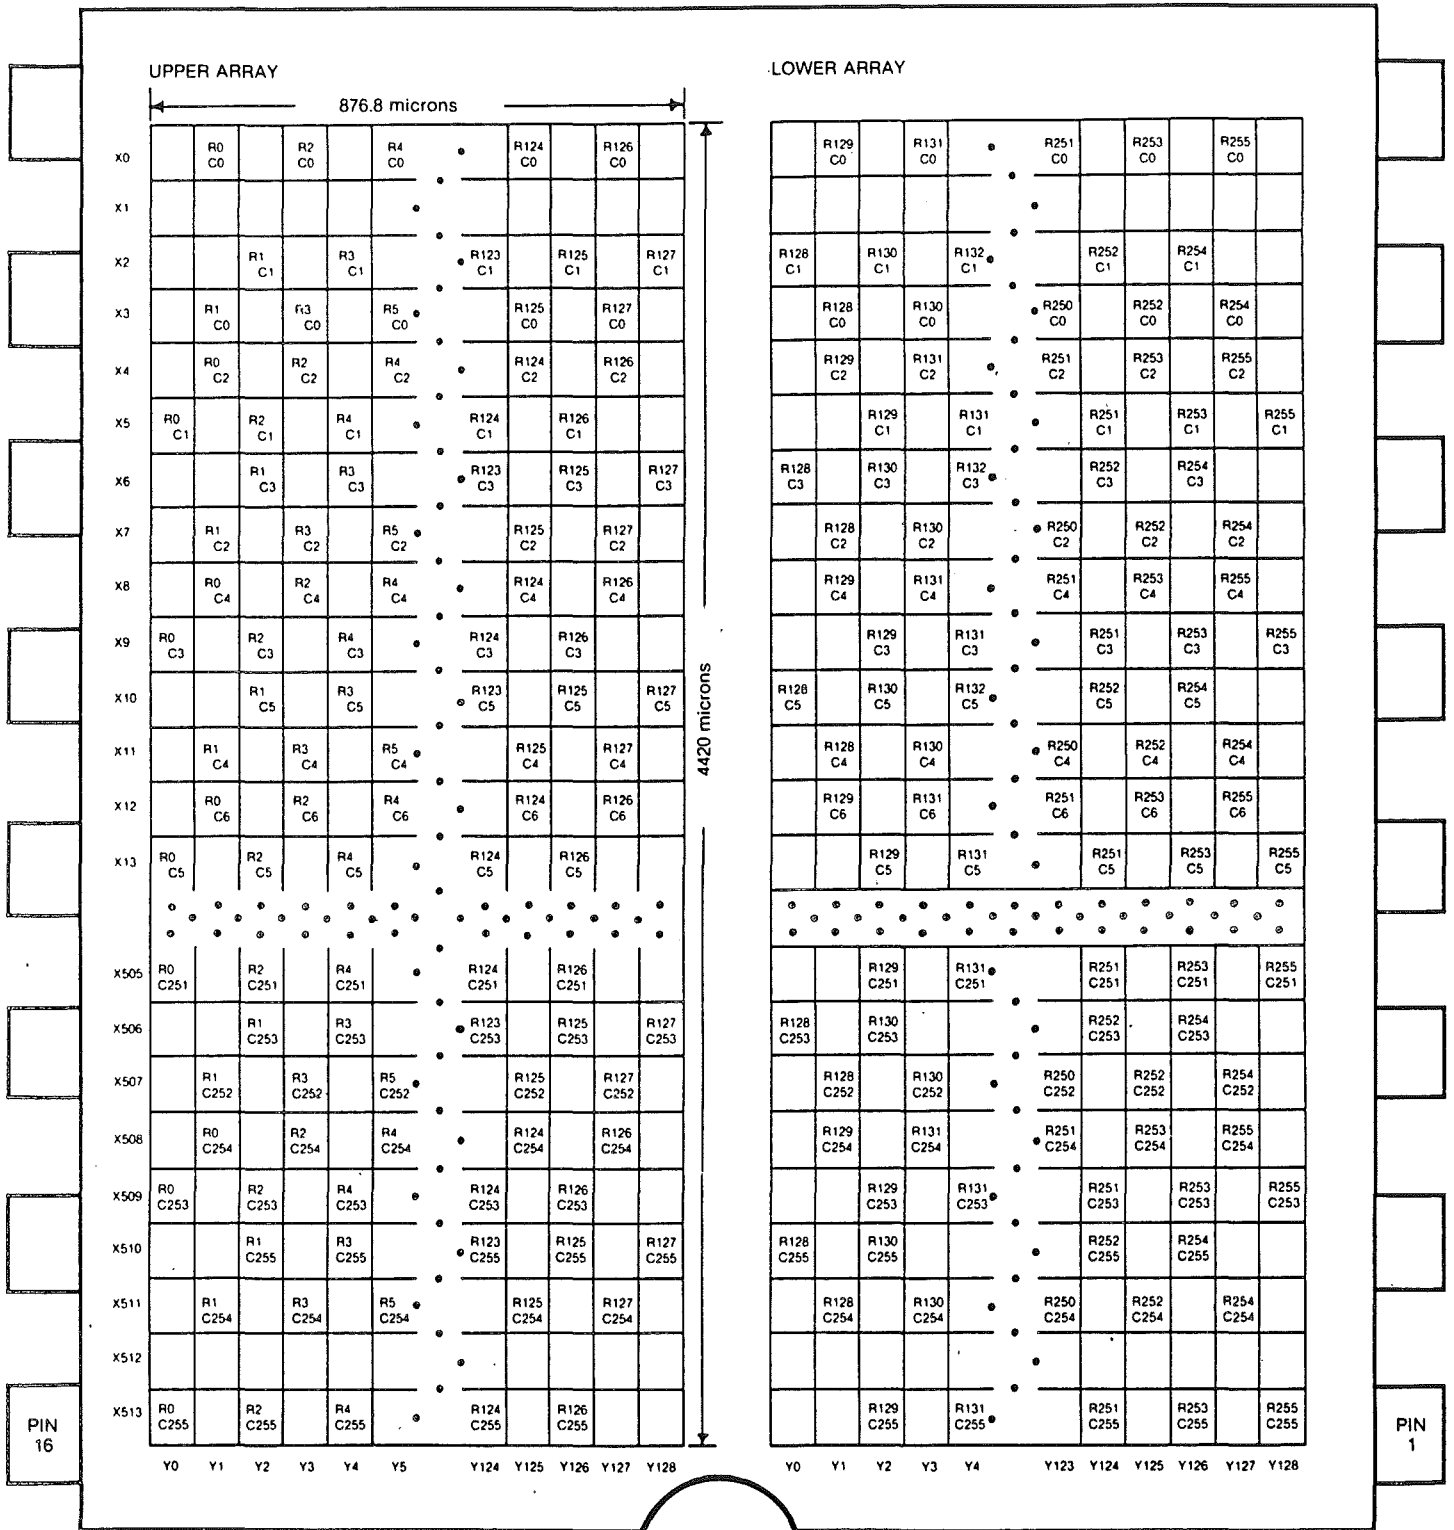 UPPER ARRAY
LOWER ARRAY
876.8 microns
4420 microns
X0 R0 R2 R4 R124 R126 R129 R131 R251 R253 R255
C0 C0 C0 C0 C0 C0 C0 C0 C0 C0
X1
X2 R1 R3 R123 R125 R127 R128 R130 R132 R252 R254
C1 C1 C1 C1 C1 C1 C1 C1 C1 C1
X3 R1 R3 R5 R125 R127 R128 R130 R250 R252 R254
C0 C0 C0 C0 C0 C0 C0 C0 C0 C0
X4 R0 R2 R4 R124 R126 R129 R131 R251 R253 R255
C2 C2 C2 C2 C2 C2 C2 C2 C2 C2
X5 R0 R2 R4 R124 R126 R129 R131 R251 R253 R255
C1 C1 C1 C1 C1 C1 C1 C1 C1 C1
X6 R1 R3 R123 R125 R127 R128 R130 R132 R252 R254
C3 C3 C3 C3 C3 C3 C3 C3 C3 C3
X7 R1 R3 R5 R125 R127 R128 R130 R250 R252 R254
C2 C2 C2 C2 C2 C2 C2 C2 C2 C2
X8 R0 R2 R4 R124 R126 R129 R131 R251 R253 R255
C4 C4 C4 C4 C4 C4 C4 C4 C4 C4
X9 R0 R2 R4 R124 R126 R129 R131 R251 R253 R255
C3 C3 C3 C3 C3 C3 C3 C3 C3 C3
X10 R1 R3 R123 R125 R127 R128 R130 R132 R252 R254
C5 C5 C5 C5 C5 C5 C5 C5 C5 C5
X11 R1 R3 R5 R125 R127 R128 R130 R250 R252 R254
C4 C4 C4 C4 C4 C4 C4 C4 C4 C4
X12 R0 R2 R4 R124 R126 R129 R131 R251 R253 R255
C6 C6 C6 C6 C6 C6 C6 C6 C6 C6
X13 R0 R2 R4 R124 R126 R129 R131 R251 R253 R255
C5 C5 C5 C5 C5 C5 C5 C5 C5 C5
X505 R0 R2 R4 R124 R126 R129 R131 R251 R253 R255
C251 C251 C251 C251 C251 C251 C251 C251 C251 C251
X506 R1 R3 R123 R125 R127 R128 R130 R252 R254
C253 C253 C253 C253 C253 C253 C253 C253 C253
X507 R1 R3 R5 R125 R127 R128 R130 R250 R252 R254
C252 C252 C252 C252 C252 C252 C252 C252 C252 C252
X508 R0 R2 R4 R124 R126 R129 R131 R251 R253 R255
C254 C254 C254 C254 C254 C254 C254 C254 C254 C254
X509 R0 R2 R4 R124 R126 R129 R131 R251 R253 R255
C253 C253 C253 C253 C253 C253 C253 C253 C253 C253
X510 R1 R3 R123 R125 R127 R128 R130 R252 R254
C255 C255 C255 C255 C255 C255 C255 C255 C255
X511 R1 R3 R5 R125 R127 R128 R130 R250 R252 R254
C254 C254 C254 C254 C254 C254 C254 C254 C254 C254
X512
X513 R0 R2 R4 R124 R126 R129 R131 R251 R253 R255
C255 C255 C255 C255 C255 C255 C255 C255 C255 C255
PIN
16
PIN
1
Y0 Y1 Y2 Y3 Y4 Y5 Y124 Y125 Y126 Y127 Y128
Y0 Y1 Y2 Y3 Y4 Y123 Y124 Y125 Y126 Y127 Y128